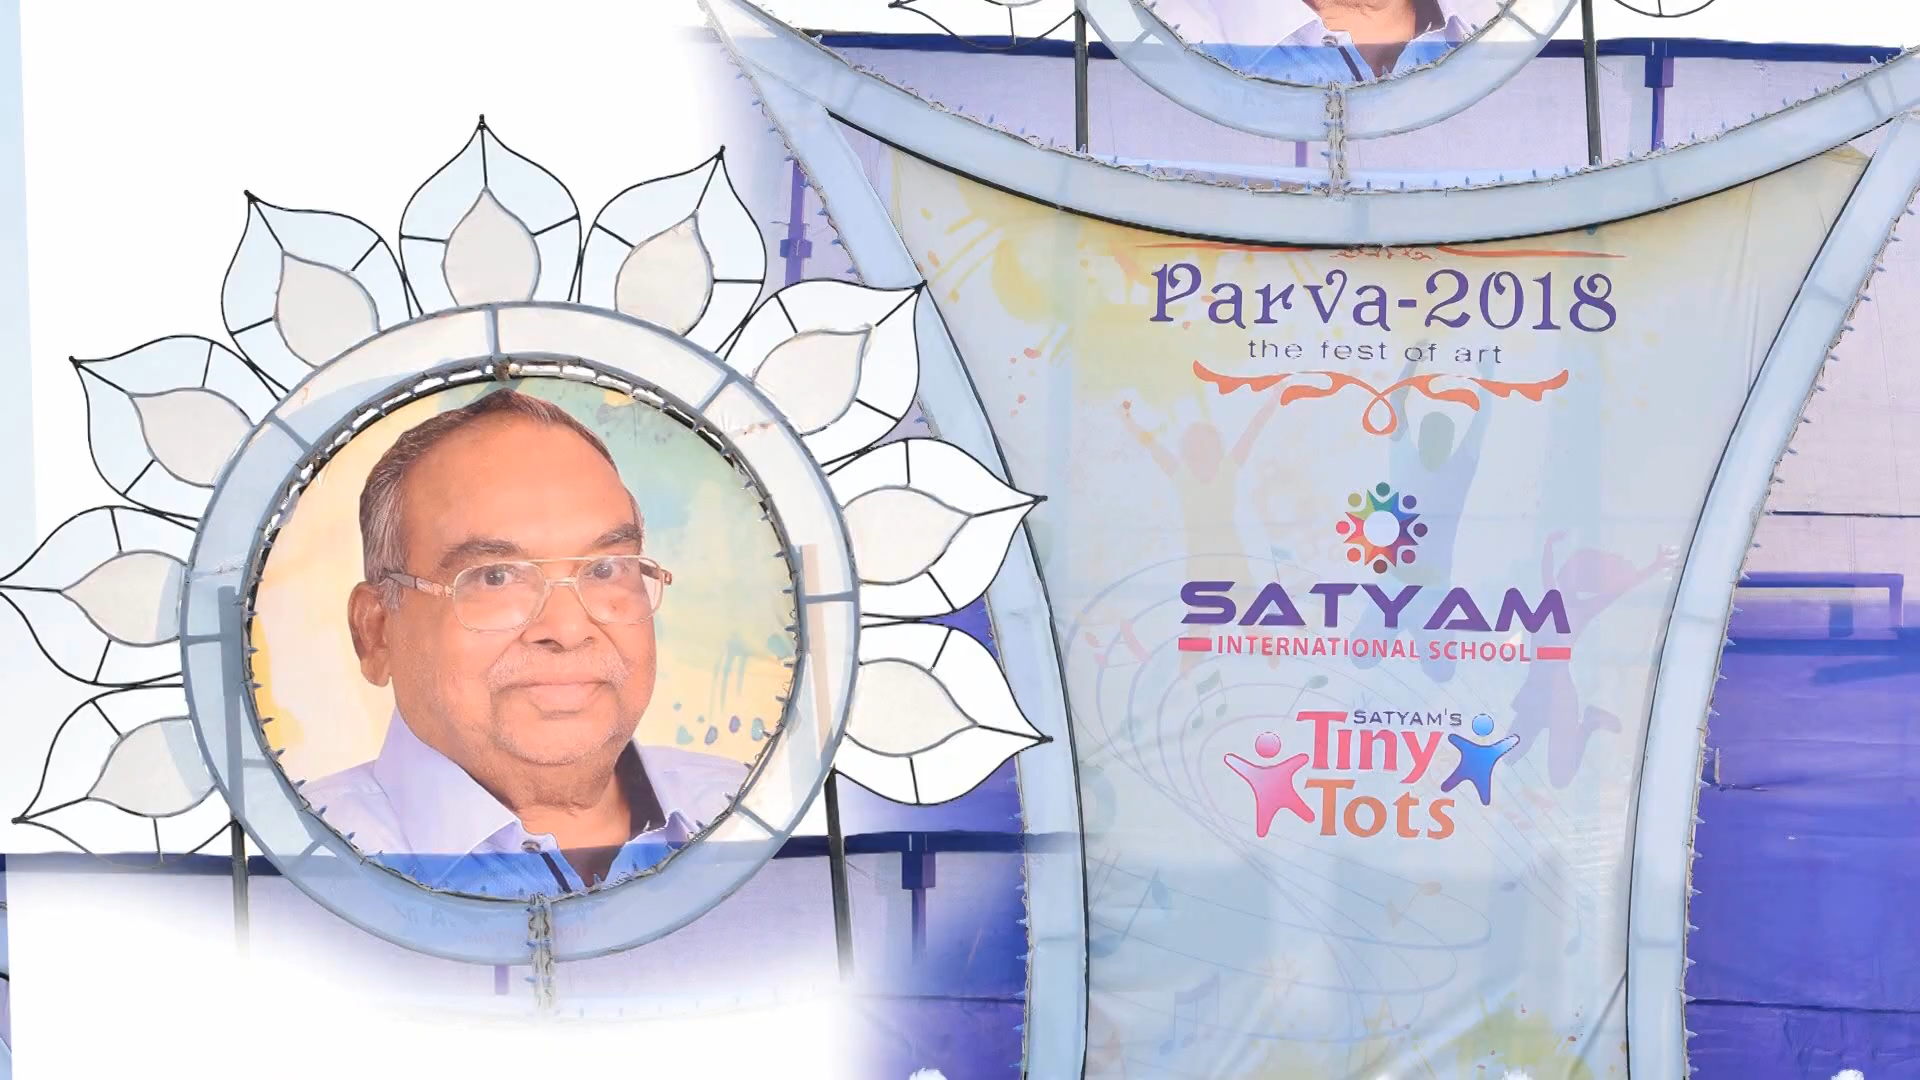 Parva-2018
the fest of art
SATYAM
INTERNATIONAL SCHOOL
SATYAM'S
Tiny
Tots